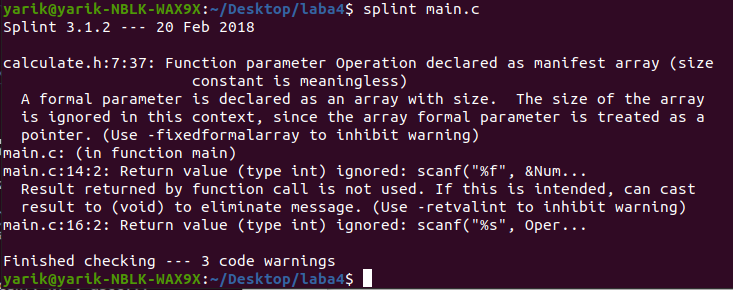 yarik@yarik-NBLK-WAX9X:~/Desktop/laba4$ splint main.c
Splint 3.1.2 --- 20 Feb 2018
calculate.h:7:37: Function parameter Operation declared as manifest array (size
constant is meaningless)
A formal parameter is declared as an array with size.  The size of the array
is ignored in this context, since the array formal parameter is treated as a
pointer. (Use -fixedformalarray to inhibit warning)
main.c: (in function main)
main.c:14:2: Return value (type int) ignored: scanf("%f", &Num...
Result returned by function call is not used. If this is intended, can cast
result to (void) to eliminate message. (Use -retvalint to inhibit warning)
main.c:16:2: Return value (type int) ignored: scanf("%s", Oper...
Finished checking --- 3 code warnings
yarik@yarik-NBLK-WAX9X:~/Desktop/laba4$